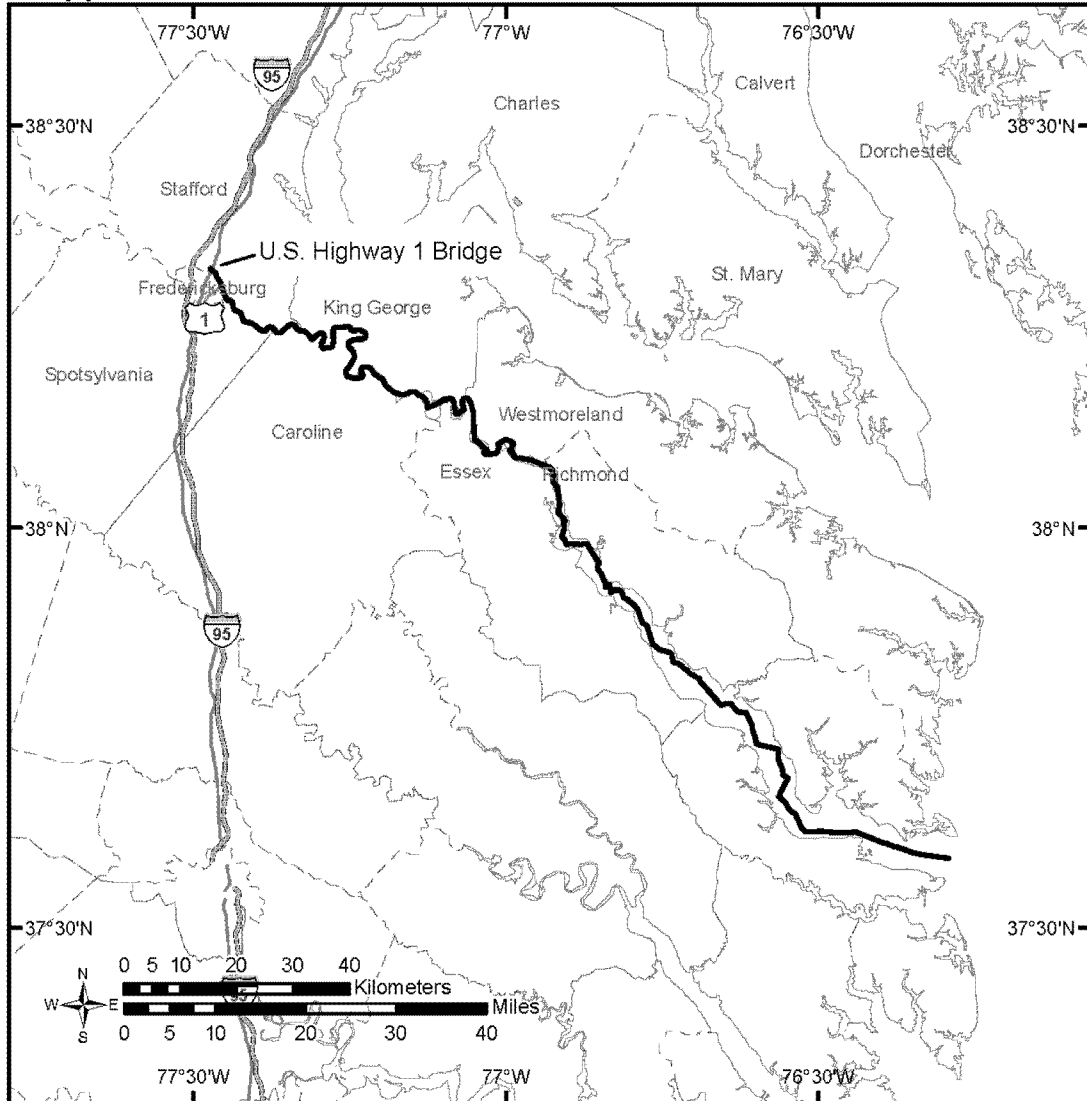 77°30'W 77°W 76°30'W
95
Calvert
Charles
38°30'N 38°30'N
Dorchester
Stafford
U.S. Highway 1 Bridge
St. Mary
Fredericksburg
King George
1
Spotsylvania
Westmoreland
Caroline
Essex Richmond
38°N 38°N
95
37°30'N 37°30'N
N
W E
S
0 5 10 20 30 40
Kilometers
95
Miles
0 5 10 20 30 40
77°30'W 77°W 76°30'W